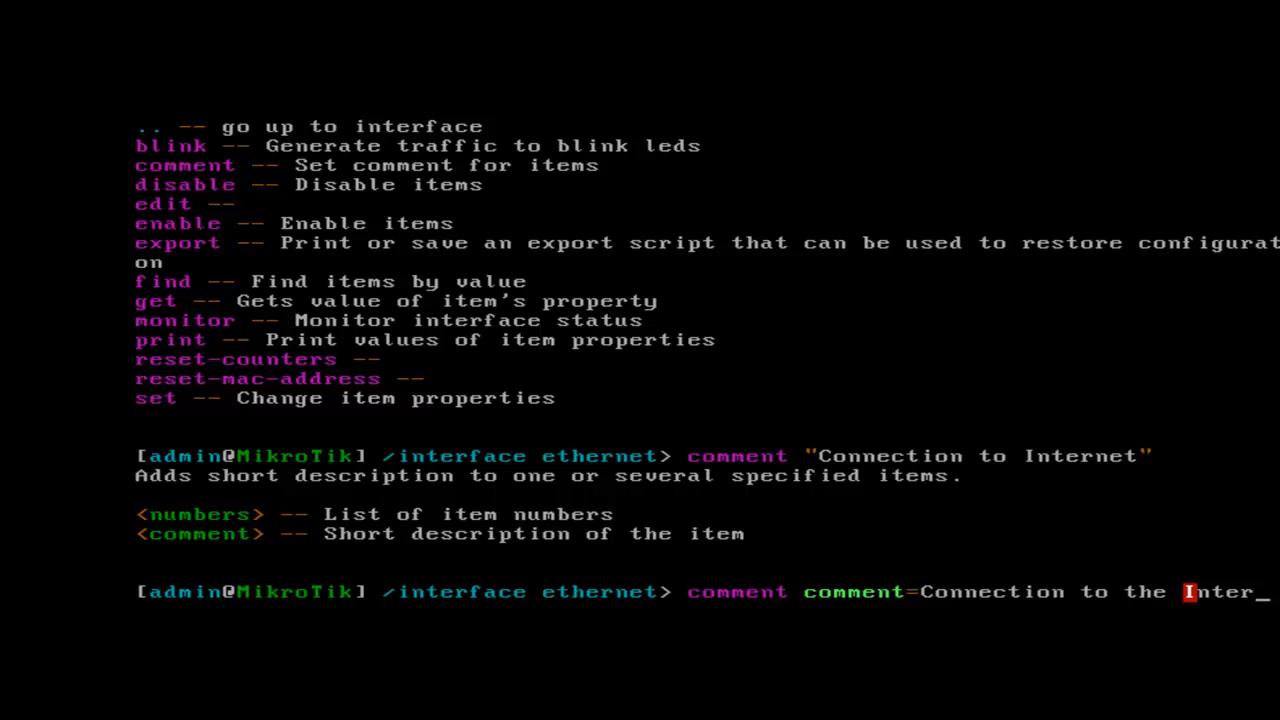 .. -- go up to interface
blink -- Generate traffic to blink leds
comment -- Set comment for items
disable -- Disable items
edit --
enable -- Enable items
export -- Print or save an export script that can be used to restore configurat
on
find -- Find items by value
get -- Gets value of item's property
monitor -- Monitor interface status
print -- Print values of item properties
reset-counters --
reset-mac-address --
set -- Change item properties
[admin@MikroTik] /interface ethernet> comment "Connection to Internet"
Adds short description to one or several specified items.
<numbers> -- List of item numbers
<comment> -- Short description of the item
[admin@MikroTik] /interface ethernet> comment comment=Connection to the Inter_